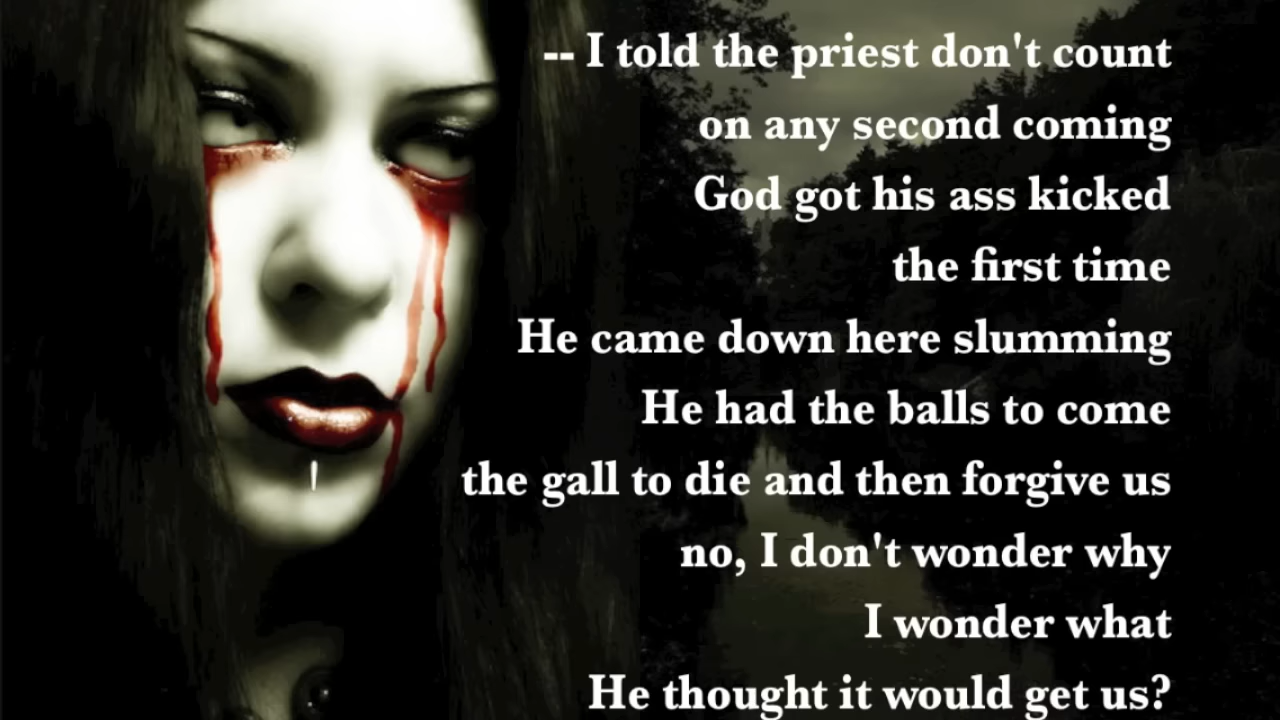 -- I told the priest don't count
on any second coming
God got his ass kicked
the first time
He came down here slumming
He had the balls to come
the gall to die and then forgive us
no, I don't wonder why
I wonder what
He thought it would get us?